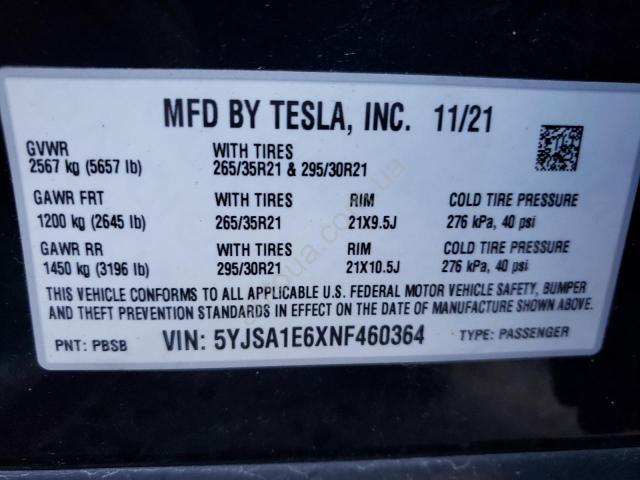 MFD BY TESLA, INC. 11/21
GVWR WITH TIRES
2567 kg (5657 lb) 265/35R21 & 295/30R21
GAWR FRT WITH TIRES RIM COLD TIRE PRESSURE
1200 kg (2645 lb) 265/35R21 21X9.5J 276 kPa, 40 psi
GAWR RR WITH TIRES RIM COLD TIRE PRESSURE
1450 kg (3196 lb) 295/30R21 21X10.5J 276 kPa, 40 psi
THIS VEHICLE CONFORMS TO ALL APPLICABLE U.S. FEDERAL MOTOR VEHICLE SAFETY, BUMPER
AND THEFT PREVENTION STANDARDS IN EFFECT ON THE DATE OF MANUFACTURE SHOWN ABOVE.
PNT: PBSB VIN: 5YJSA1E6XNF460364 TYPE: PASSENGER